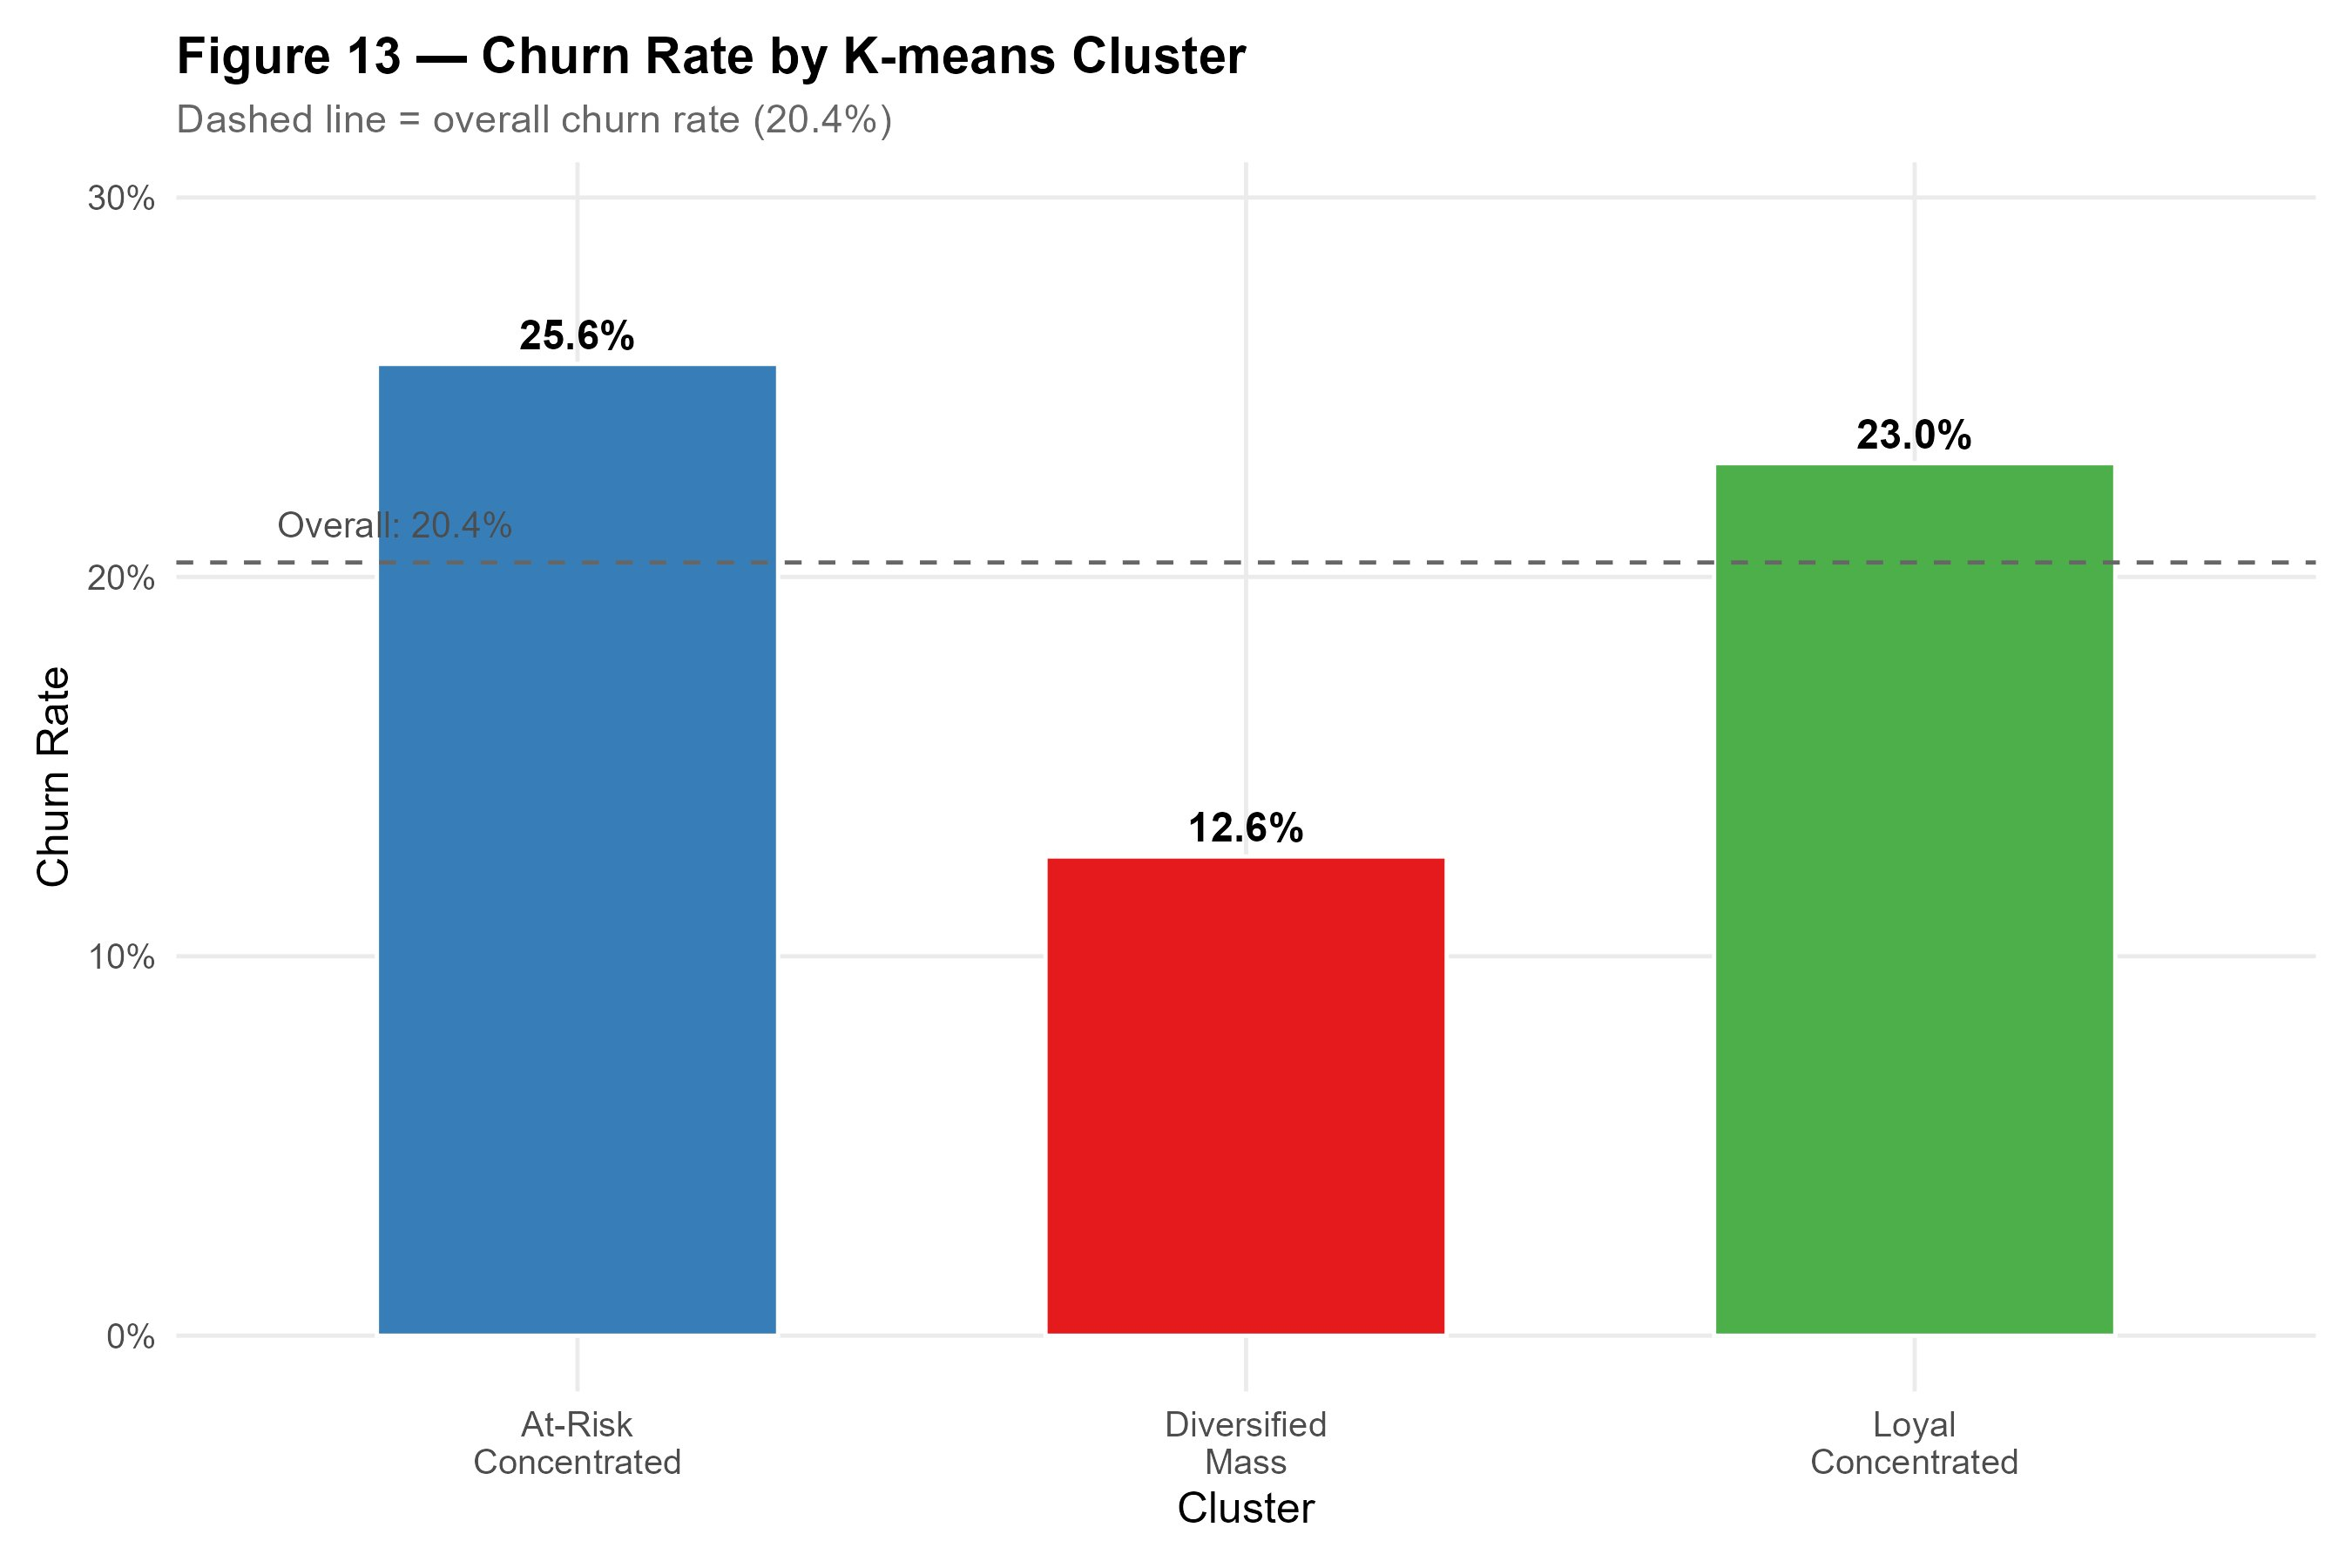 Figure 13 — Churn Rate by K-means Cluster
Dashed line = overall churn rate (20.4%)
30%
25.6%
23.0%
Overall: 20.4%
20%
Churn Rate
12.6%
10%
0%
At-Risk
Concentrated
Diversified
Mass
Loyal
Concentrated
Cluster